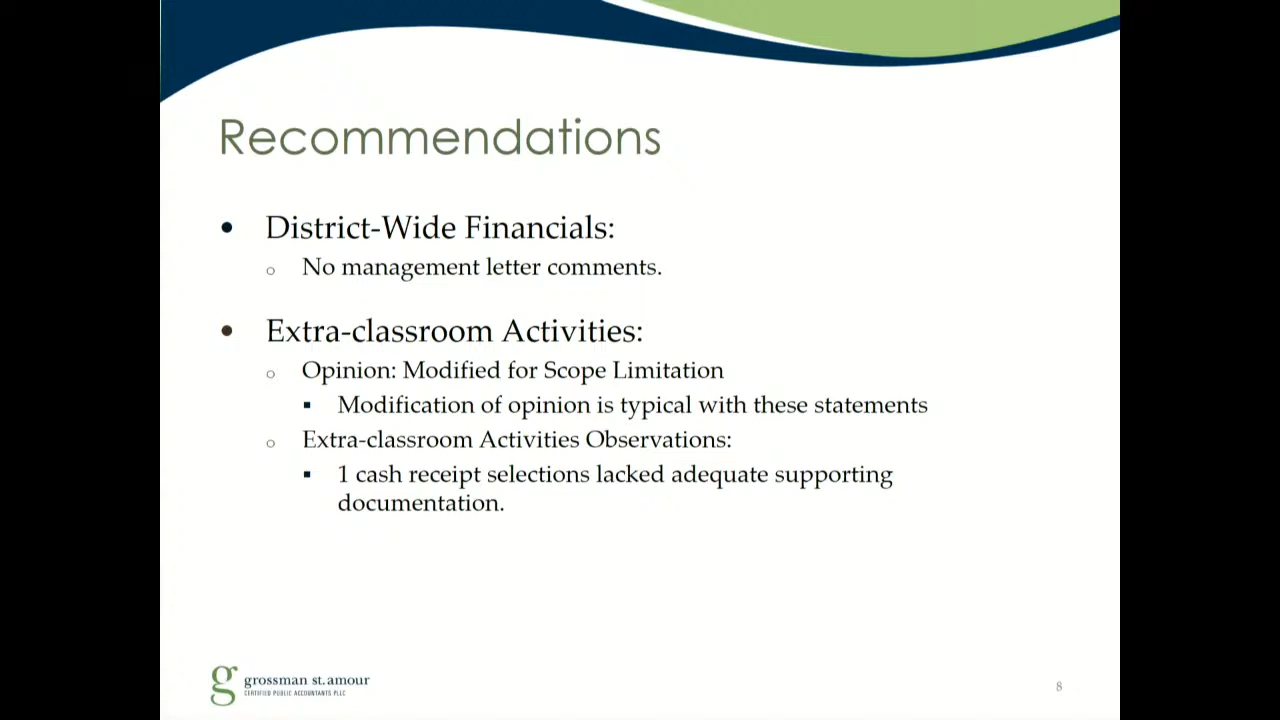 Recommendations
• District-Wide Financials:
o No management letter comments.
• Extra-classroom Activities:
o Opinion: Modified for Scope Limitation
▪ Modification of opinion is typical with these statements
o Extra-classroom Activities Observations:
▪ 1 cash receipt selections lacked adequate supporting
documentation.
g
grossman st. amour
CERTIFIED PUBLIC ACCOUNTANTS PLLC
8